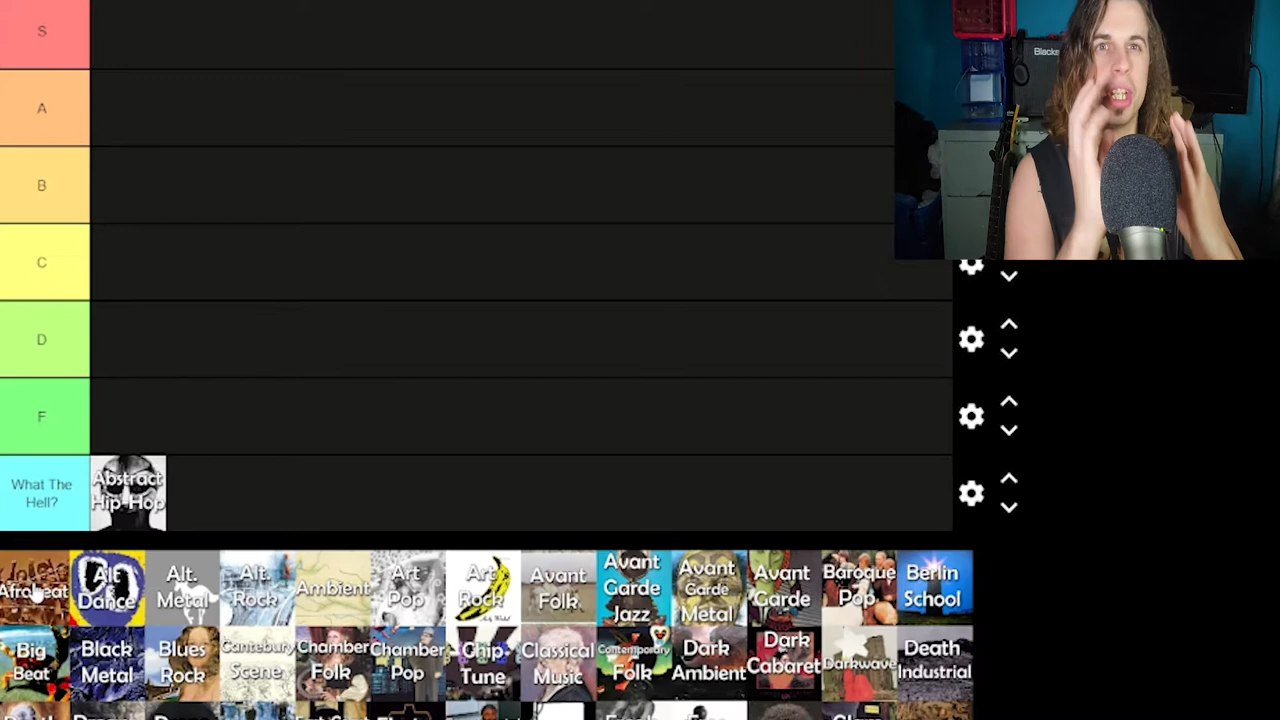 S
A
B
C
D
F
What The
Hell?
Abstract
Hip-Hop
Blacks
Afrobeat
Alt
Dance
Alt.
Metal
Alt.
Rock
Ambient
Art
Pop
Art
Rock
Avant
Folk
Avant
Garde
Jazz
Avant
Garde
Metal
Avant
Garde
Baroque
Pop
Berlin
School
Big
Beat
Black
Metal
Blues
Rock
Cantebury
Scene
Chamber
Folk
Chamber
Pop
Chip-
Tune
Classical
Music
Contemporary
Folk
Dark
Ambient
Dark
Cabaret
Darkwave
Death
Industrial